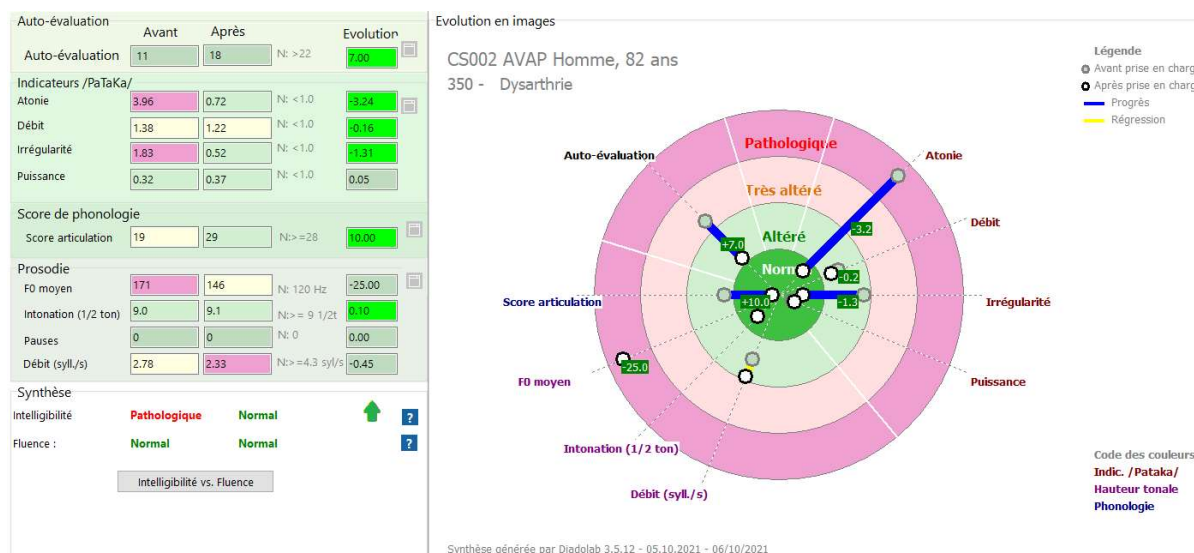 Auto-évaluation
Avant Après Evolution
Auto-évaluation 11 18 N: >22 7.00
Indicateurs /PaTaKa/
Atonie 3.96 0.72 N: <1.0 -3.24
Débit 1.38 1.22 N: <1.0 -0.16
Irrégularité 1.83 0.52 N: <1.0 -1.31
Puissance 0.32 0.37 N: <1.0 0.05
Score de phonologie
Score articulation 19 29 N:>=28 10.00
Prosodie
F0 moyen 171 146 N: 120 Hz -25.00
Intonation (1/2 ton) 9.0 9.1 N:>= 9 1/2t 0.10
Pauses 0 0 N: 0 0.00
Débit (syll./s) 2.78 2.33 N:>=4.3 syl/s -0.45
Synthèse
Intelligibilité Pathologique Normal ?
Fluence : Normal Normal ?
Intelligibilité vs. Fluence
Evolution en images
CS002 AVAP Homme, 82 ans
350 - Dysarthrie
Légende
Avant prise en charg
Après prise en charg
Progrès
Régression
Pathologique
Très altéré
Altéré
Norm
Auto-évaluation
Atonie
Débit
Irrégularité
Puissance
Score articulation
F0 moyen
Intonation (1/2 ton)
Débit (syll./s)
+7.0
-3.2
-0.2
-1.3
+10.0
-25.0
Code des couleurs
Indic. /Pataka/
Hauteur tonale
Phonologie
Synthèse générée par Diadolab 3.5.12 - 05.10.2021 - 06/10/2021